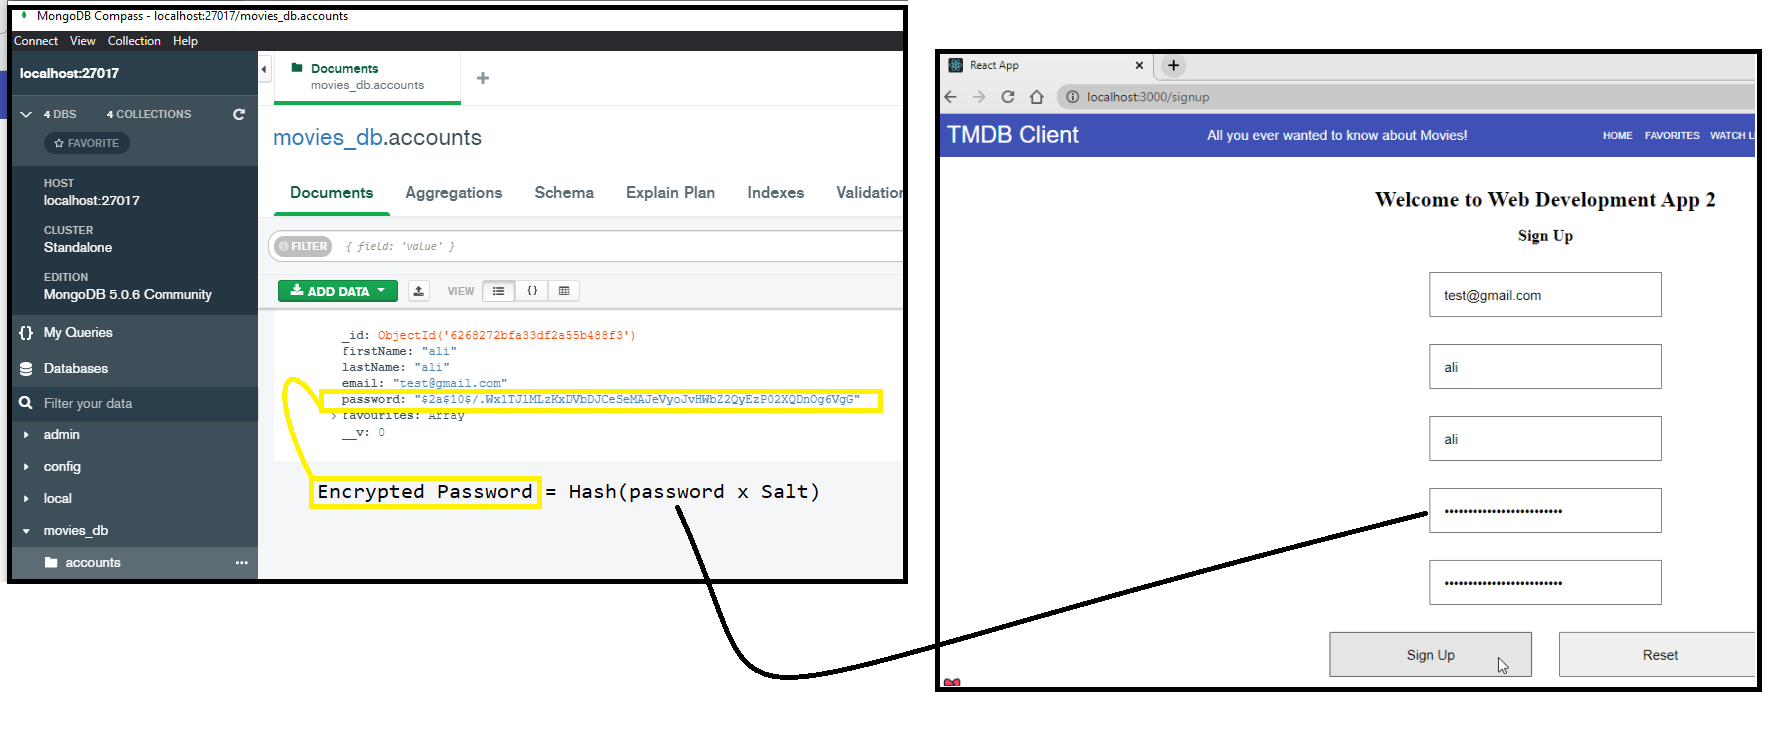 MongoDB Compass - localhost:27017/movies_db.accounts
Connect View Collection Help
localhost:27017
4 DBS 4 COLLECTIONS
FAVORITE
HOST
localhost:27017
CLUSTER
Standalone
EDITION
MongoDB 5.0.6 Community
My Queries
Databases
Filter your data
admin
config
local
movies_db
accounts
Documents
movies_db.accounts
movies_db.accounts
Documents Aggregations Schema Explain Plan Indexes Validation
FILTER { field: 'value' }
ADD DATA VIEW
_id: ObjectId('6268272bfa33df2a55b488f3')
firstName: "ali"
lastName: "ali"
email: "test@gmail.com"
password: "$2a$10$/.Wx1TJlMLzKxDVbDJCeSeMAJeVyoJvHWbZ2QyEzP02XQDnOg6VgG"
favourites: Array
__v: 0
Encrypted Password = Hash(password x Salt)
React App
localhost:3000/signup
TMDB Client All you ever wanted to know about Movies! HOME FAVORITES WATCH L
Welcome to Web Development App 2
Sign Up
test@gmail.com
ali
ali
Sign Up Reset